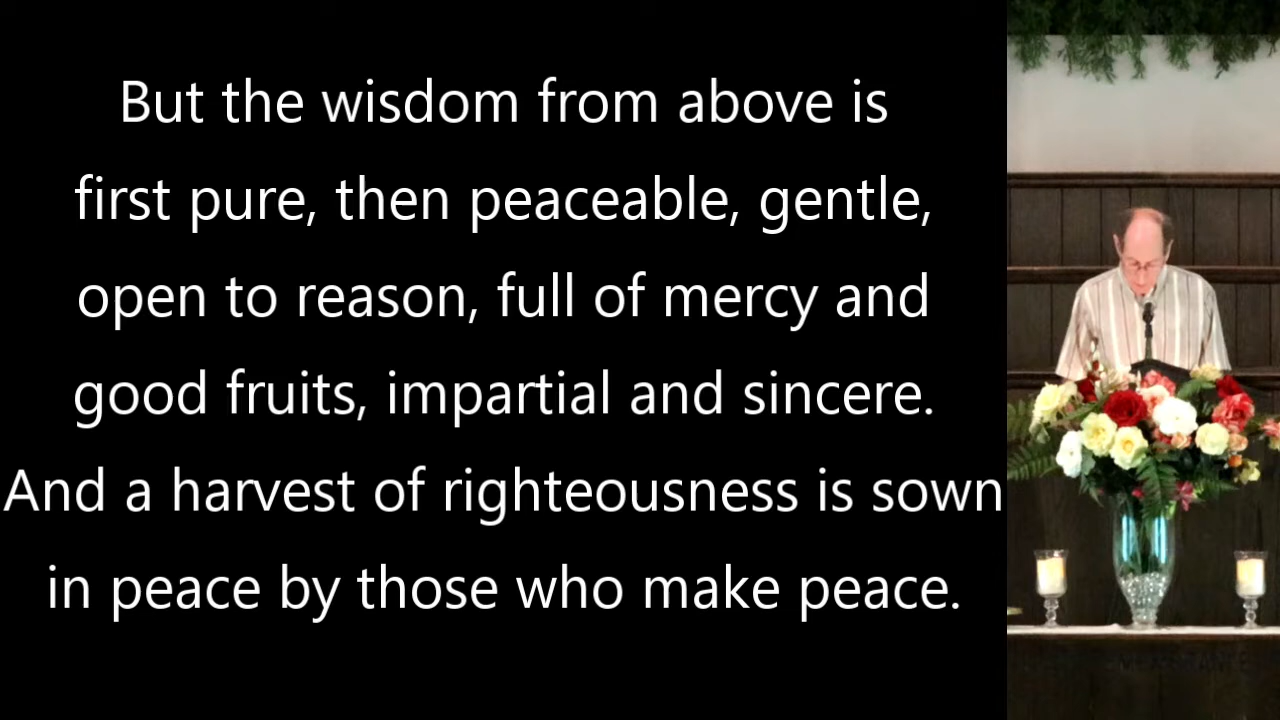 But the wisdom from above is
first pure, then peaceable, gentle,
open to reason, full of mercy and
good fruits, impartial and sincere.
And a harvest of righteousness is sown
in peace by those who make peace.